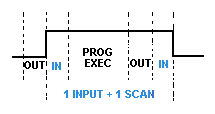 PROG
OUT IN EXEC OUT IN
1 INPUT + 1 SCAN